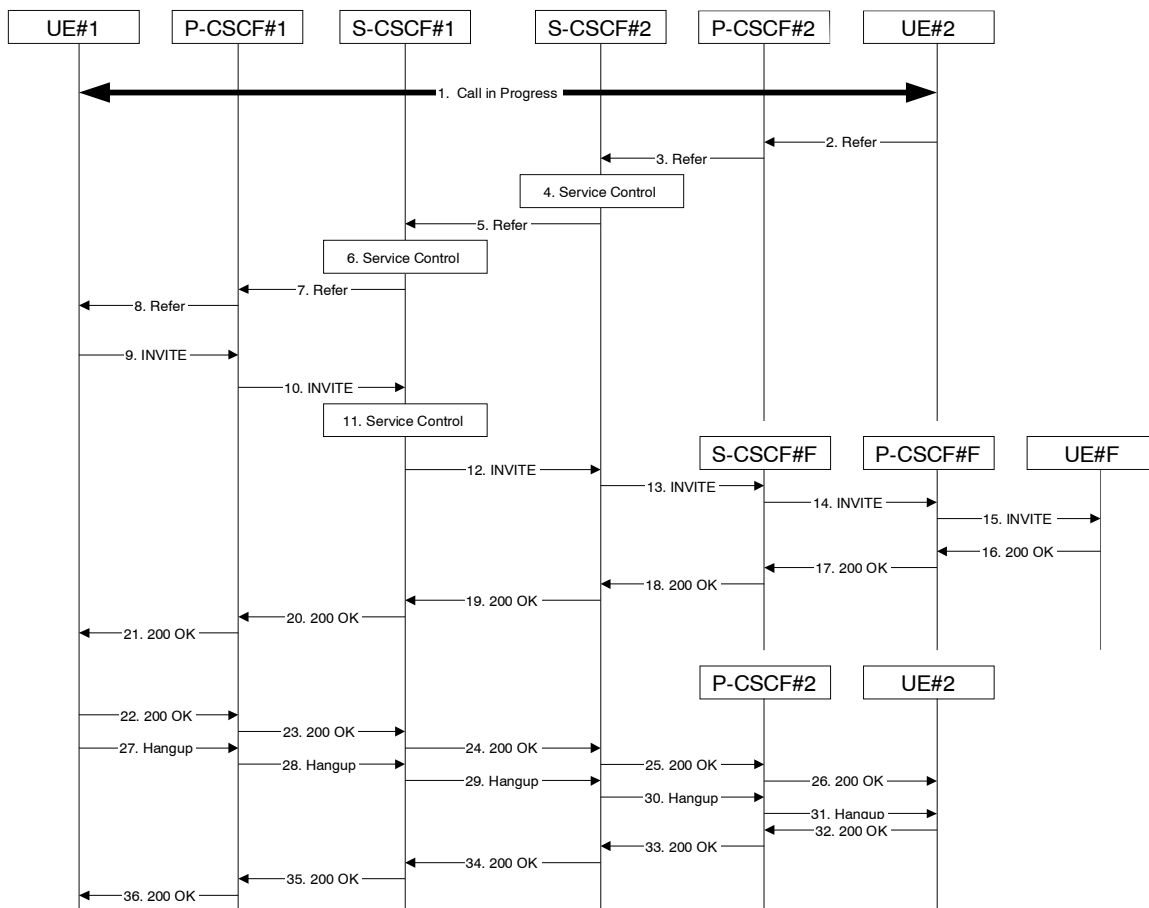 UE#1
P-CSCF#1
S-CSCF#1
S-CSCF#2
P-CSCF#2
UE#2
1. Call in Progress
2. Refer
3. Refer
4. Service Control
5. Refer
6. Service Control
7. Refer
8. Refer
9. INVITE
10. INVITE
11. Service Control
S-CSCF#F
P-CSCF#F
UE#F
12. INVITE
13. INVITE
14. INVITE
15. INVITE
16. 200 OK
17. 200 OK
18. 200 OK
19. 200 OK
20. 200 OK
21. 200 OK
P-CSCF#2
UE#2
22. 200 OK
23. 200 OK
27. Hangup
24. 200 OK
28. Hangup
25. 200 OK
29. Hangup
26. 200 OK
30. Hangup
31. Hangup
32. 200 OK
33. 200 OK
34. 200 OK
35. 200 OK
36. 200 OK